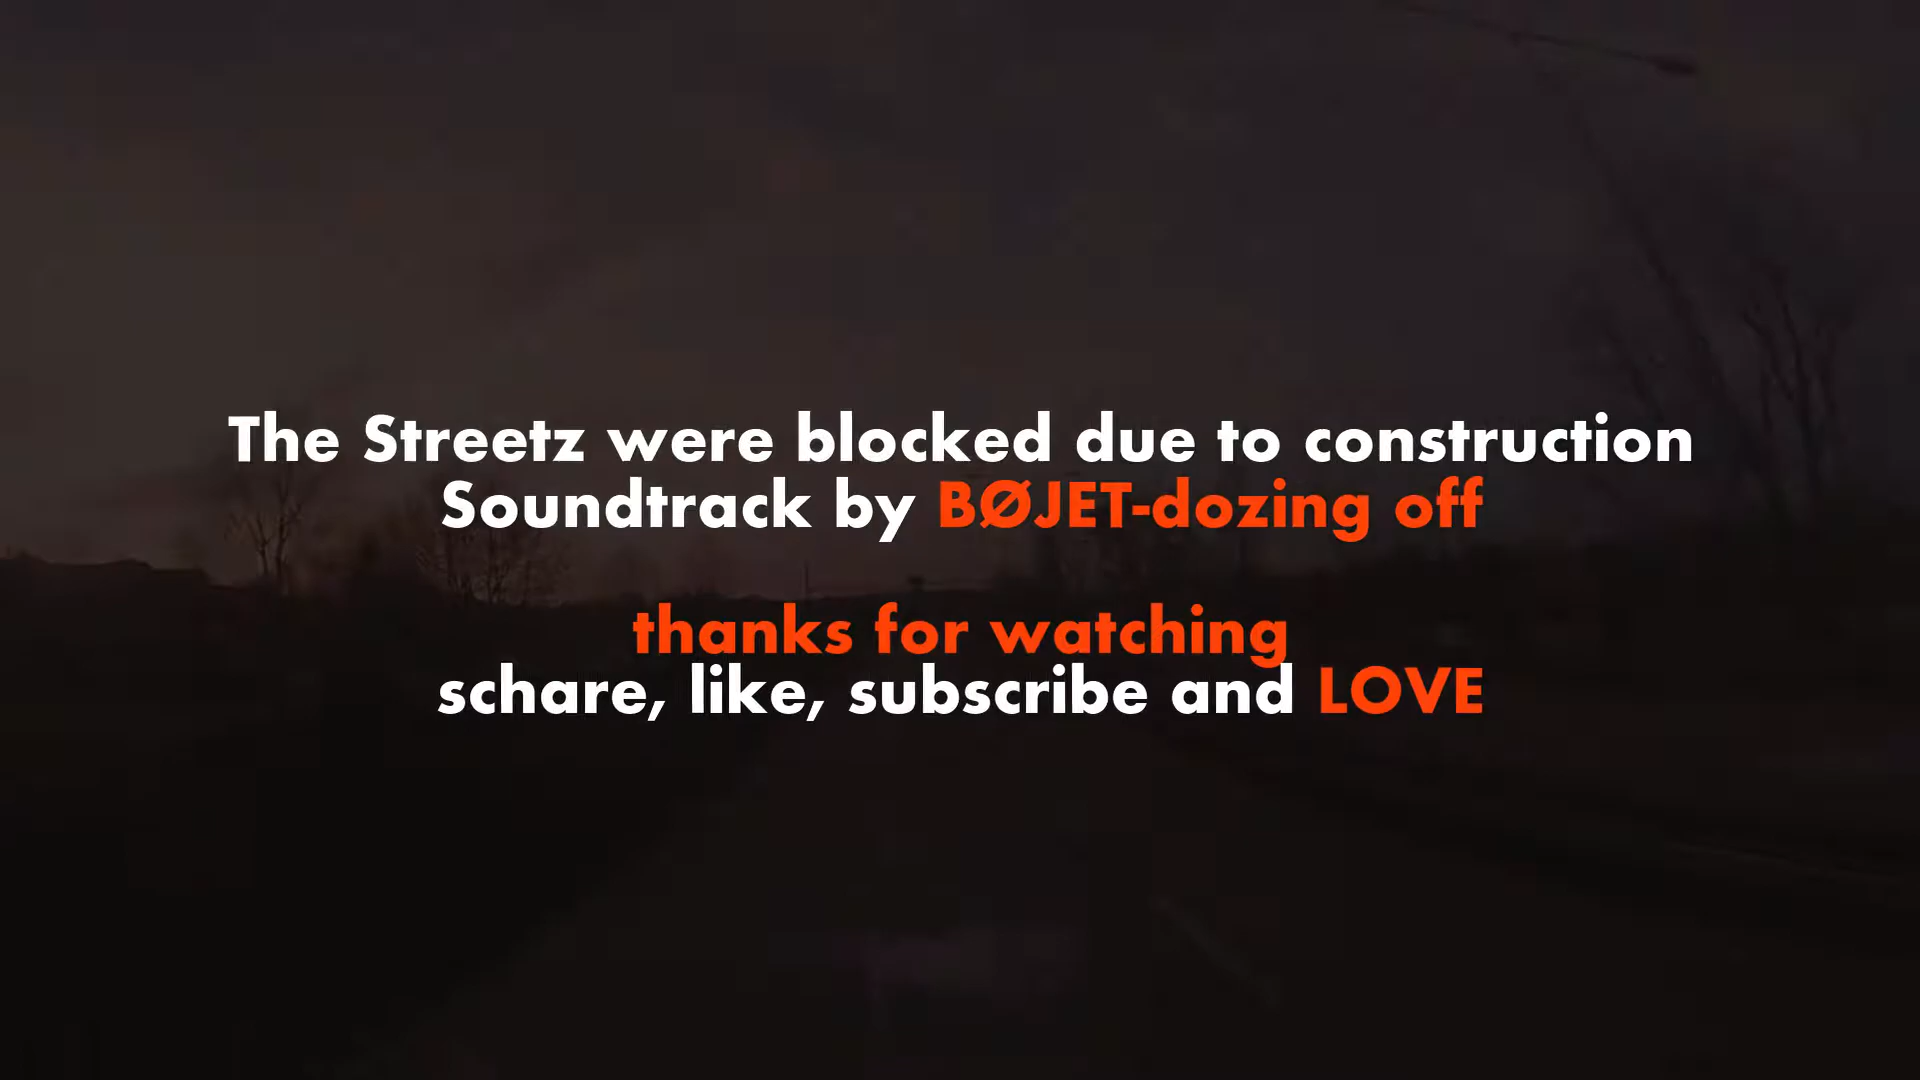 The Streetz were blocked due to construction
Soundtrack by BØJET-dozing off
thanks for watching
schare, like, subscribe and LOVE